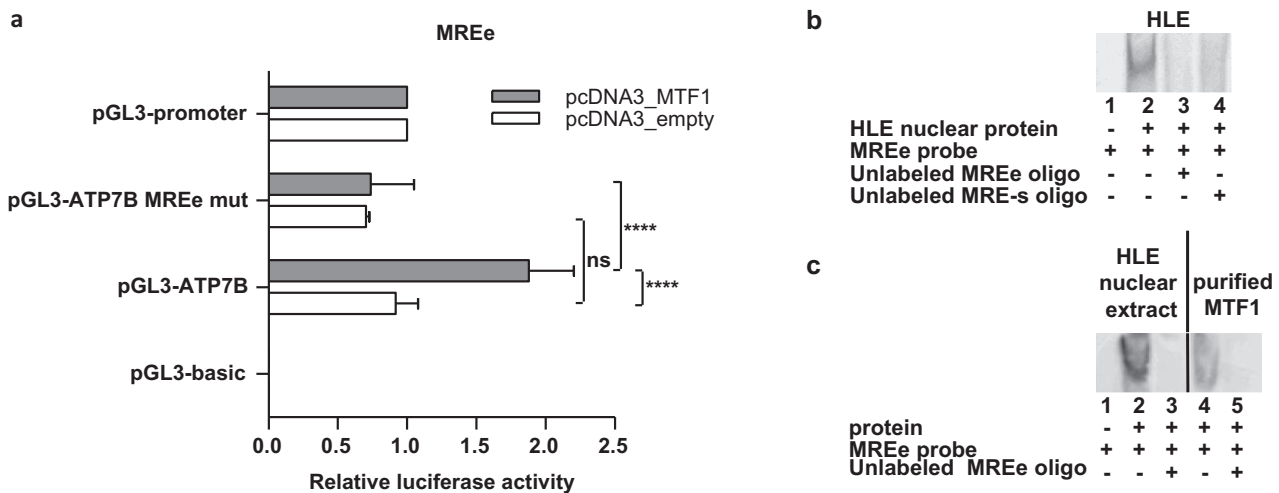 a
MREe
pcDNA3_MTF1
pcDNA3_empty
pGL3-promoter
pGL3-ATP7B MREe mut
pGL3-ATP7B
pGL3-basic
****
ns
****
0.0 0.5 1.0 1.5 2.0 2.5
Relative luciferase activity
b
HLE
1 2 3 4
HLE nuclear protein - + + +
MREe probe + + + +
Unlabeled MREe oligo - - + -
Unlabeled MRE-s oligo - - - +
c
HLE nuclear extract
purified MTF1
1 2 3 4 5
protein - + + + +
MREe probe + + + + +
Unlabeled MREe oligo - - + - +